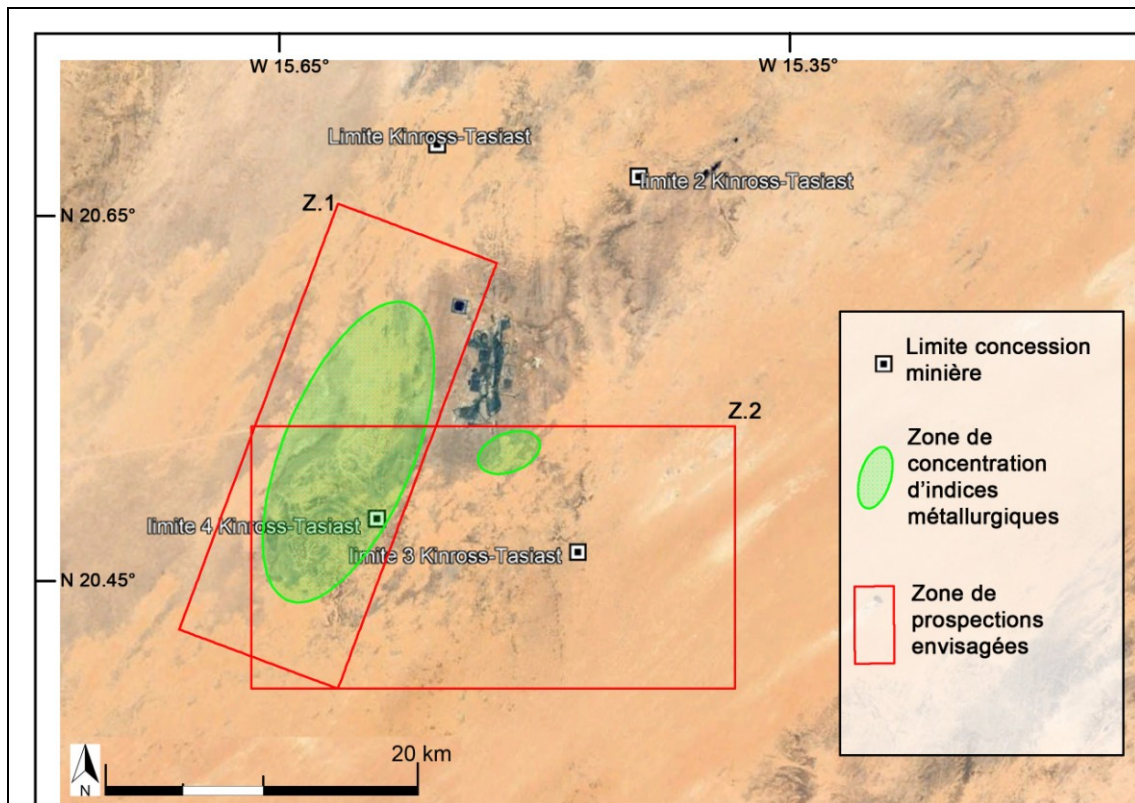 W 15.65°
W 15.35°
Limite Kinross-Tasiast
limite 2 Kinross-Tasiast
Z.1
N 20.65°
Limite concession
minière
Z.2
Zone de
concentration
d'indices
métallurgiques
limite 4 Kinross-Tasiast
limite 3 Kinross-Tasiast
N 20.45°
Zone de
prospections
envisagées
20 km
N